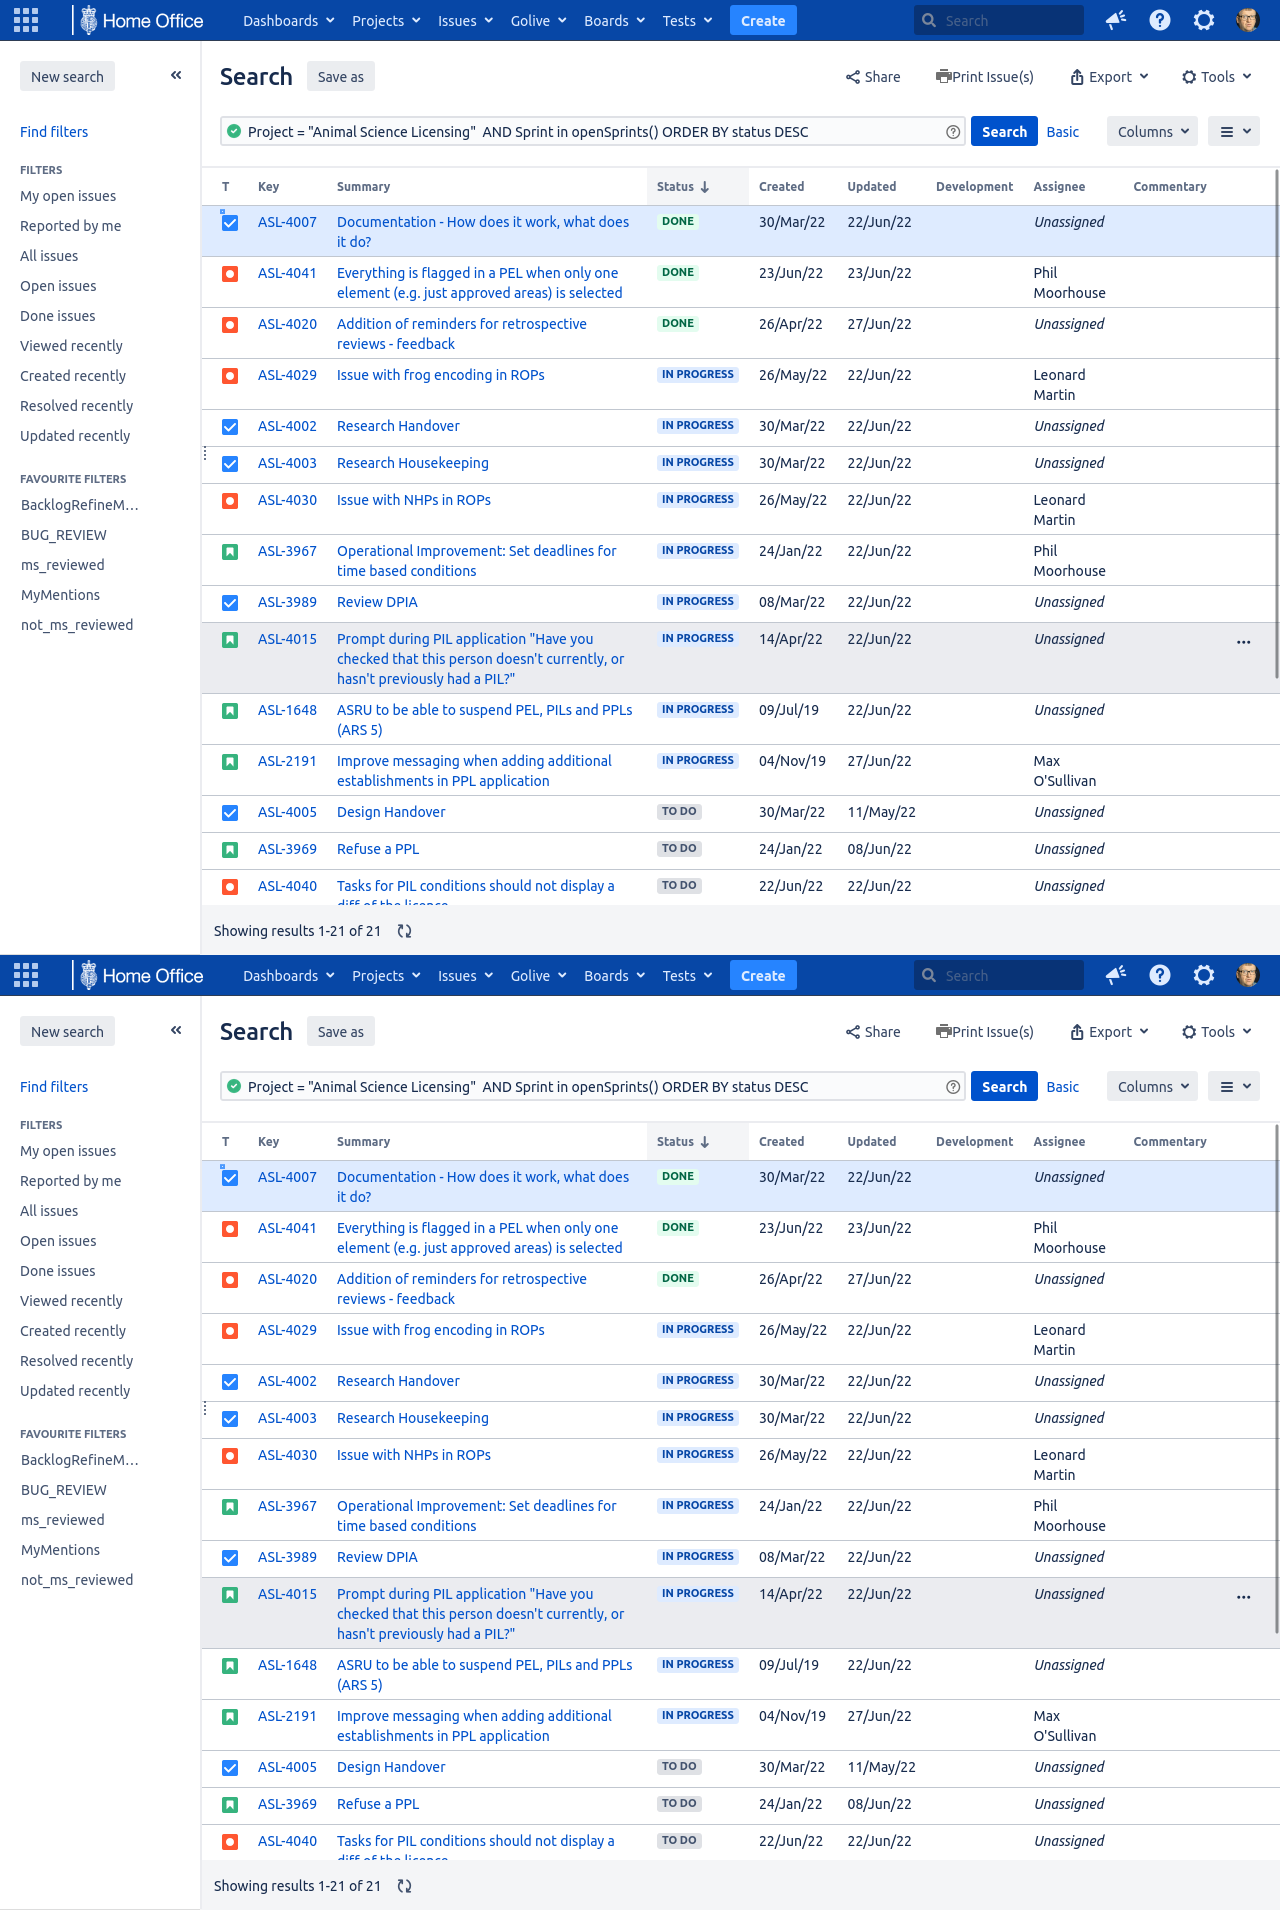 Home Office Dashboards Projects Issues Golive Boards Tests Create Search
New search
Search Save as Share Print Issue(s) Export Tools
Find filters
Project = "Animal Science Licensing" AND Sprint in openSprints() ORDER BY status DESC Search Basic Columns
FILTERS
My open issues
Reported by me
All issues
Open issues
Done issues
Viewed recently
Created recently
Resolved recently
Updated recently
FAVOURITE FILTERS
BacklogRefineM...
BUG_REVIEW
ms_reviewed
MyMentions
not_ms_reviewed
T Key Summary Status Created Updated Development Assignee Commentary
ASL-4007 Documentation - How does it work, what does DONE 30/Mar/22 22/Jun/22 Unassigned
it do?
ASL-4041 Everything is flagged in a PEL when only one DONE 23/Jun/22 23/Jun/22 Phil
element (e.g. just approved areas) is selected Moorhouse
ASL-4020 Addition of reminders for retrospective DONE 26/Apr/22 27/Jun/22 Unassigned
reviews - feedback
ASL-4029 Issue with frog encoding in ROPs IN PROGRESS 26/May/22 22/Jun/22 Leonard
Martin
ASL-4002 Research Handover IN PROGRESS 30/Mar/22 22/Jun/22 Unassigned
ASL-4003 Research Housekeeping IN PROGRESS 30/Mar/22 22/Jun/22 Unassigned
ASL-4030 Issue with NHPs in ROPs IN PROGRESS 26/May/22 22/Jun/22 Leonard
Martin
ASL-3967 Operational Improvement: Set deadlines for IN PROGRESS 24/Jan/22 22/Jun/22 Phil
time based conditions Moorhouse
ASL-3989 Review DPIA IN PROGRESS 08/Mar/22 22/Jun/22 Unassigned
ASL-4015 Prompt during PIL application "Have you IN PROGRESS 14/Apr/22 22/Jun/22 Unassigned
checked that this person doesn't currently, or
hasn't previously had a PIL?"
ASL-1648 ASRU to be able to suspend PEL, PILs and PPLs IN PROGRESS 09/Jul/19 22/Jun/22 Unassigned
(ARS 5)
ASL-2191 Improve messaging when adding additional IN PROGRESS 04/Nov/19 27/Jun/22 Max
establishments in PPL application O'Sullivan
ASL-4005 Design Handover TO DO 30/Mar/22 11/May/22 Unassigned
ASL-3969 Refuse a PPL TO DO 24/Jan/22 08/Jun/22 Unassigned
ASL-4040 Tasks for PIL conditions should not display a TO DO 22/Jun/22 22/Jun/22 Unassigned
diff of the licence
Showing results 1-21 of 21
Home Office Dashboards Projects Issues Golive Boards Tests Create Search
New search
Search Save as Share Print Issue(s) Export Tools
Find filters
Project = "Animal Science Licensing" AND Sprint in openSprints() ORDER BY status DESC Search Basic Columns
FILTERS
My open issues
Reported by me
All issues
Open issues
Done issues
Viewed recently
Created recently
Resolved recently
Updated recently
FAVOURITE FILTERS
BacklogRefineM...
BUG_REVIEW
ms_reviewed
MyMentions
not_ms_reviewed
T Key Summary Status Created Updated Development Assignee Commentary
ASL-4007 Documentation - How does it work, what does DONE 30/Mar/22 22/Jun/22 Unassigned
it do?
ASL-4041 Everything is flagged in a PEL when only one DONE 23/Jun/22 23/Jun/22 Phil
element (e.g. just approved areas) is selected Moorhouse
ASL-4020 Addition of reminders for retrospective DONE 26/Apr/22 27/Jun/22 Unassigned
reviews - feedback
ASL-4029 Issue with frog encoding in ROPs IN PROGRESS 26/May/22 22/Jun/22 Leonard
Martin
ASL-4002 Research Handover IN PROGRESS 30/Mar/22 22/Jun/22 Unassigned
ASL-4003 Research Housekeeping IN PROGRESS 30/Mar/22 22/Jun/22 Unassigned
ASL-4030 Issue with NHPs in ROPs IN PROGRESS 26/May/22 22/Jun/22 Leonard
Martin
ASL-3967 Operational Improvement: Set deadlines for IN PROGRESS 24/Jan/22 22/Jun/22 Phil
time based conditions Moorhouse
ASL-3989 Review DPIA IN PROGRESS 08/Mar/22 22/Jun/22 Unassigned
ASL-4015 Prompt during PIL application "Have you IN PROGRESS 14/Apr/22 22/Jun/22 Unassigned
checked that this person doesn't currently, or
hasn't previously had a PIL?"
ASL-1648 ASRU to be able to suspend PEL, PILs and PPLs IN PROGRESS 09/Jul/19 22/Jun/22 Unassigned
(ARS 5)
ASL-2191 Improve messaging when adding additional IN PROGRESS 04/Nov/19 27/Jun/22 Max
establishments in PPL application O'Sullivan
ASL-4005 Design Handover TO DO 30/Mar/22 11/May/22 Unassigned
ASL-3969 Refuse a PPL TO DO 24/Jan/22 08/Jun/22 Unassigned
ASL-4040 Tasks for PIL conditions should not display a TO DO 22/Jun/22 22/Jun/22 Unassigned
diff of the licence
Showing results 1-21 of 21